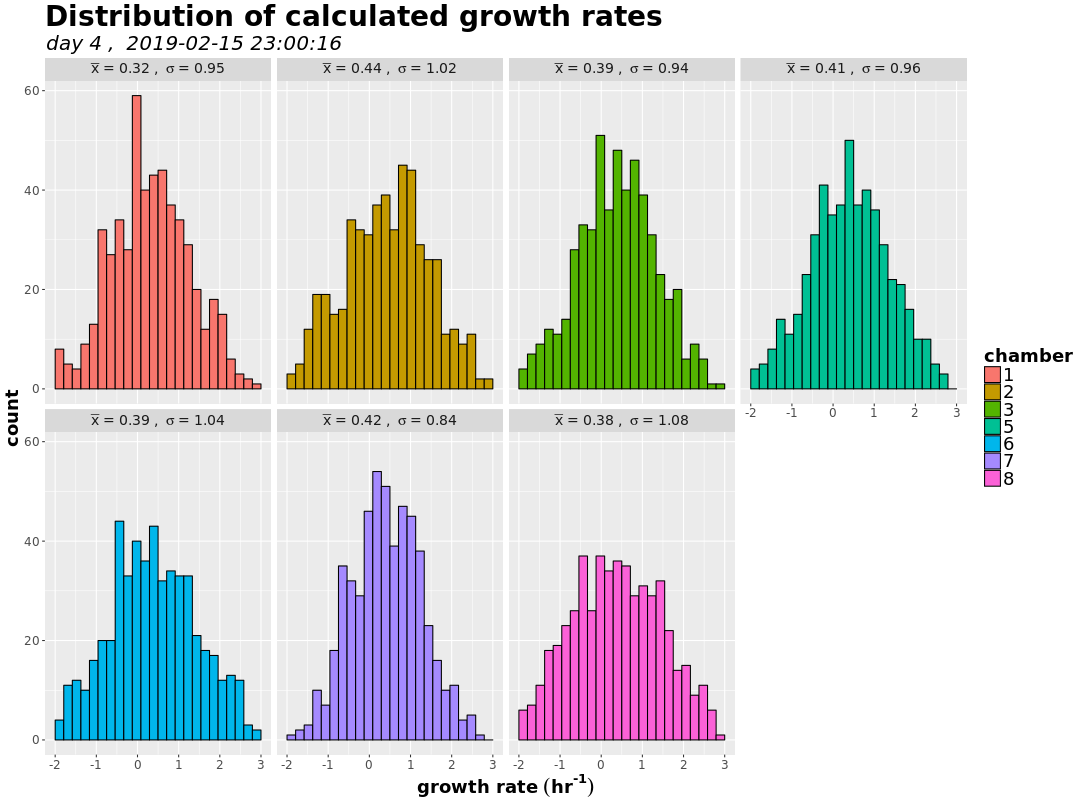 Distribution of calculated growth rates
day 4 ,  2019-02-15 23:00:16
x̅ = 0.32 ,  σ = 0.95
x̅ = 0.44 ,  σ = 1.02
x̅ = 0.39 ,  σ = 0.94
x̅ = 0.41 ,  σ = 0.96
60
40
20
0
-2 -1 0 1 2 3
x̅ = 0.39 ,  σ = 1.04
x̅ = 0.42 ,  σ = 0.84
x̅ = 0.38 ,  σ = 1.08
60
40
20
0
-2 -1 0 1 2 3
-2 -1 0 1 2 3
-2 -1 0 1 2 3
count
growth rate (hr⁻¹)
chamber
1
2
3
5
6
7
8